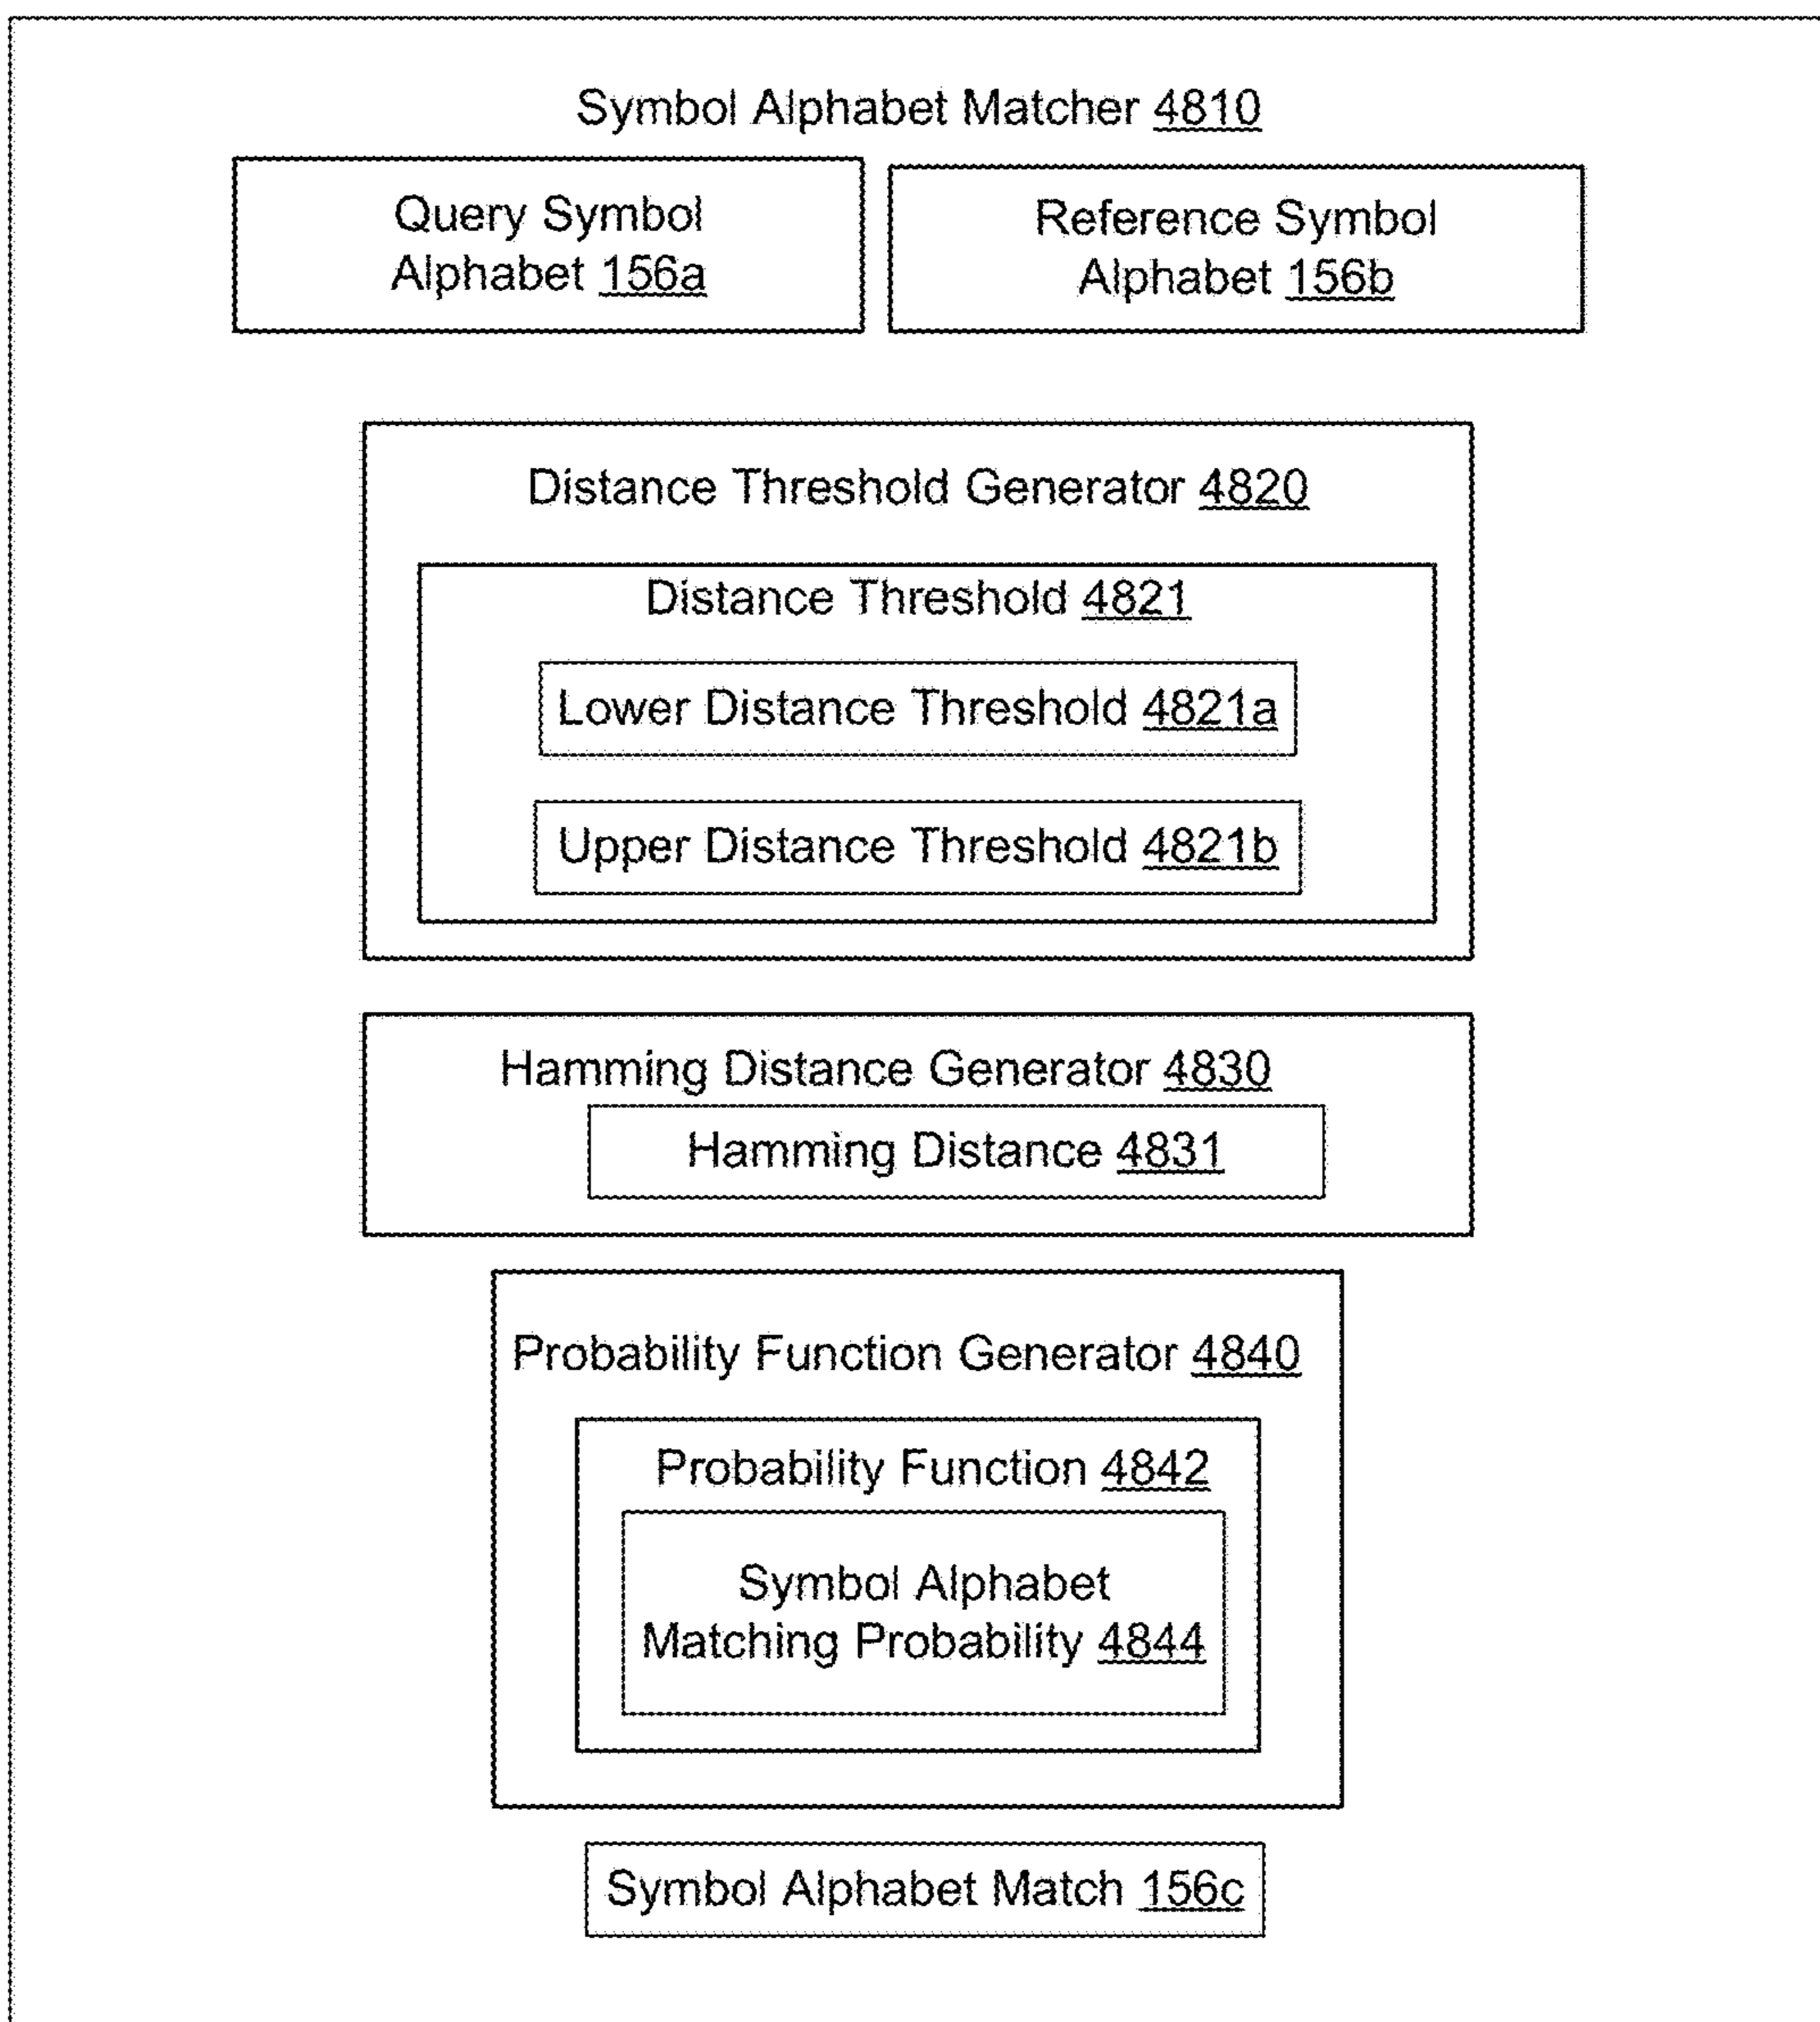 Symbol Alphabet Matcher 4810
Query Symbol
Alphabet 156a
Reference Symbol
Alphabet 156b
Distance Threshold Generator 4820
Distance Threshold 4821
Lower Distance Threshold 4821a
Upper Distance Threshold 4821b
Hamming Distance Generator 4830
Hamming Distance 4831
Probability Function Generator 4840
Probability Function 4842
Symbol Alphabet
Matching Probability 4844
Symbol Alphabet Match 156c